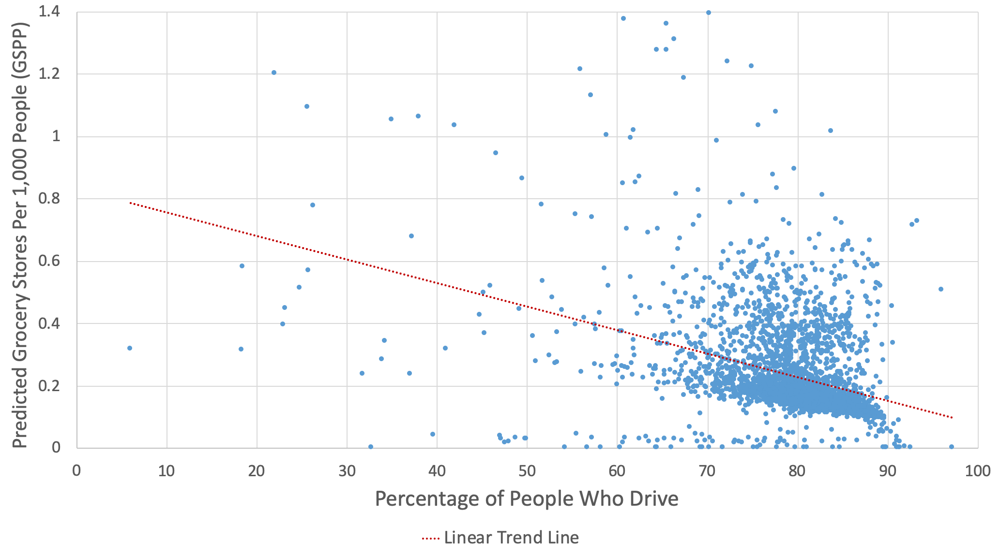 Predicted Grocery Stores Per 1,000 People (GSPP)
1.4
1.2
1
0.8
0.6
0.4
0.2
0
0 10 20 30 40 50 60 70 80 90 100
Percentage of People Who Drive
Linear Trend Line